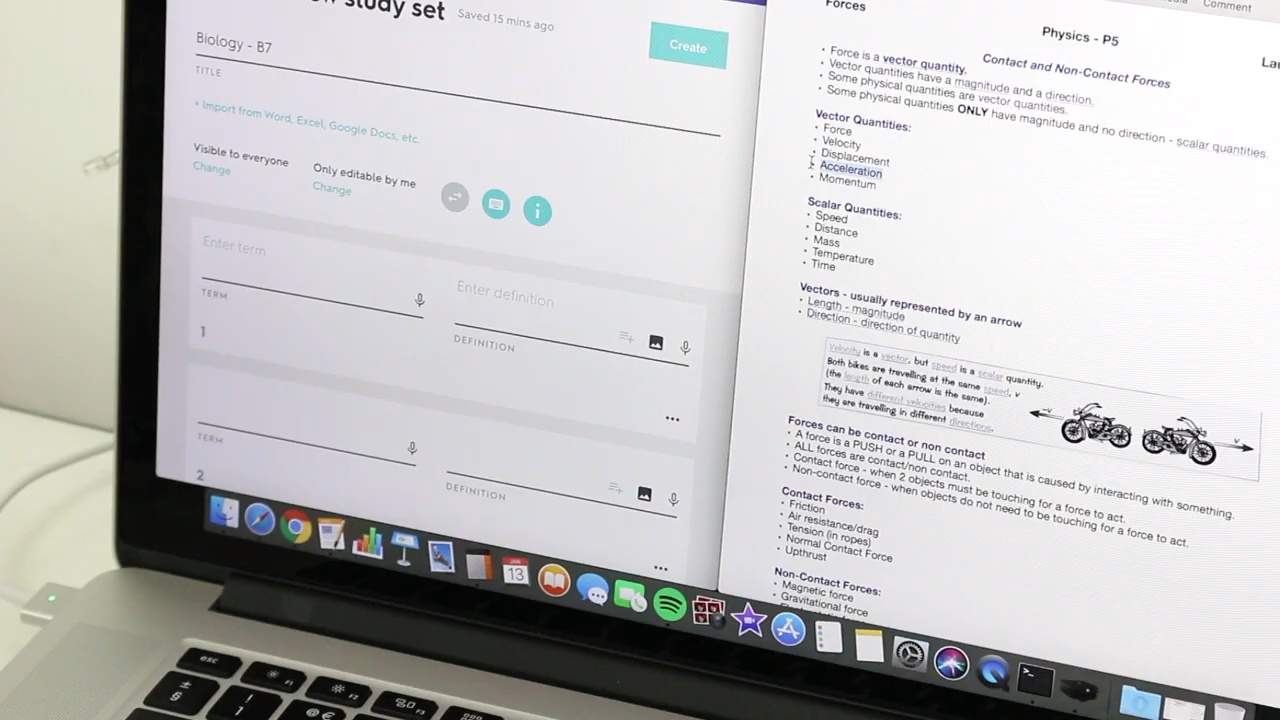 study set
Saved 15 mins ago
Create
Biology - B7
TITLE
+ Import from Word, Excel, Google Docs, etc.
Visible to everyone
Change
Only editable by me
Change
Enter term
TERM
Enter definition
DEFINITION
1
TERM
DEFINITION
2
Comment
Forces
Physics - P5
Contact and Non-Contact Forces
• Force is a vector quantity.
• Vector quantities have a magnitude and a direction.
• Some physical quantities are vector quantities.
• Some physical quantities ONLY have magnitude and no direction - scalar quantities.
Vector Quantities:
• Force
• Velocity
• Displacement
• Acceleration
• Momentum
Scalar Quantities:
• Speed
• Distance
• Mass
• Temperature
• Time
Vectors - usually represented by an arrow
• Length - magnitude
• Direction - direction of quantity
Velocity is a vector, but speed is a scalar quantity.
Both bikes are travelling at the same speed, v
(the length of each arrow is the same).
They have different velocities because
they are travelling in different directions.
-v
v
Forces can be contact or non contact
• A force is a PUSH or a PULL on an object that is caused by interacting with something.
• ALL forces are contact/non contact.
• Contact force - when 2 objects must be touching for a force to act.
• Non-contact force - when objects do not need to be touching for a force to act.
Contact Forces:
• Friction
• Air resistance/drag
• Tension (in ropes)
• Normal Contact Force
• Upthrust
Non-Contact Forces:
• Magnetic force
• Gravitational force
JAN
13
esc
F1
F2
F3
±
§
!
1
@ €